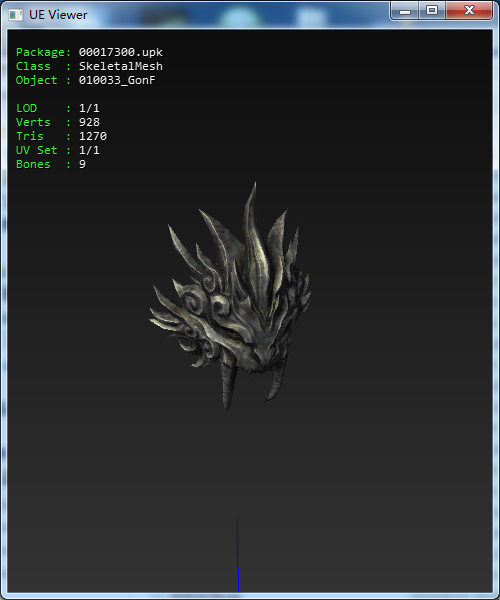 UE Viewer
Package: 00017300.upk
Class : SkeletalMesh
Object : 010033_GonF
LOD : 1/1
Verts : 928
Tris : 1270
UV Set : 1/1
Bones : 9